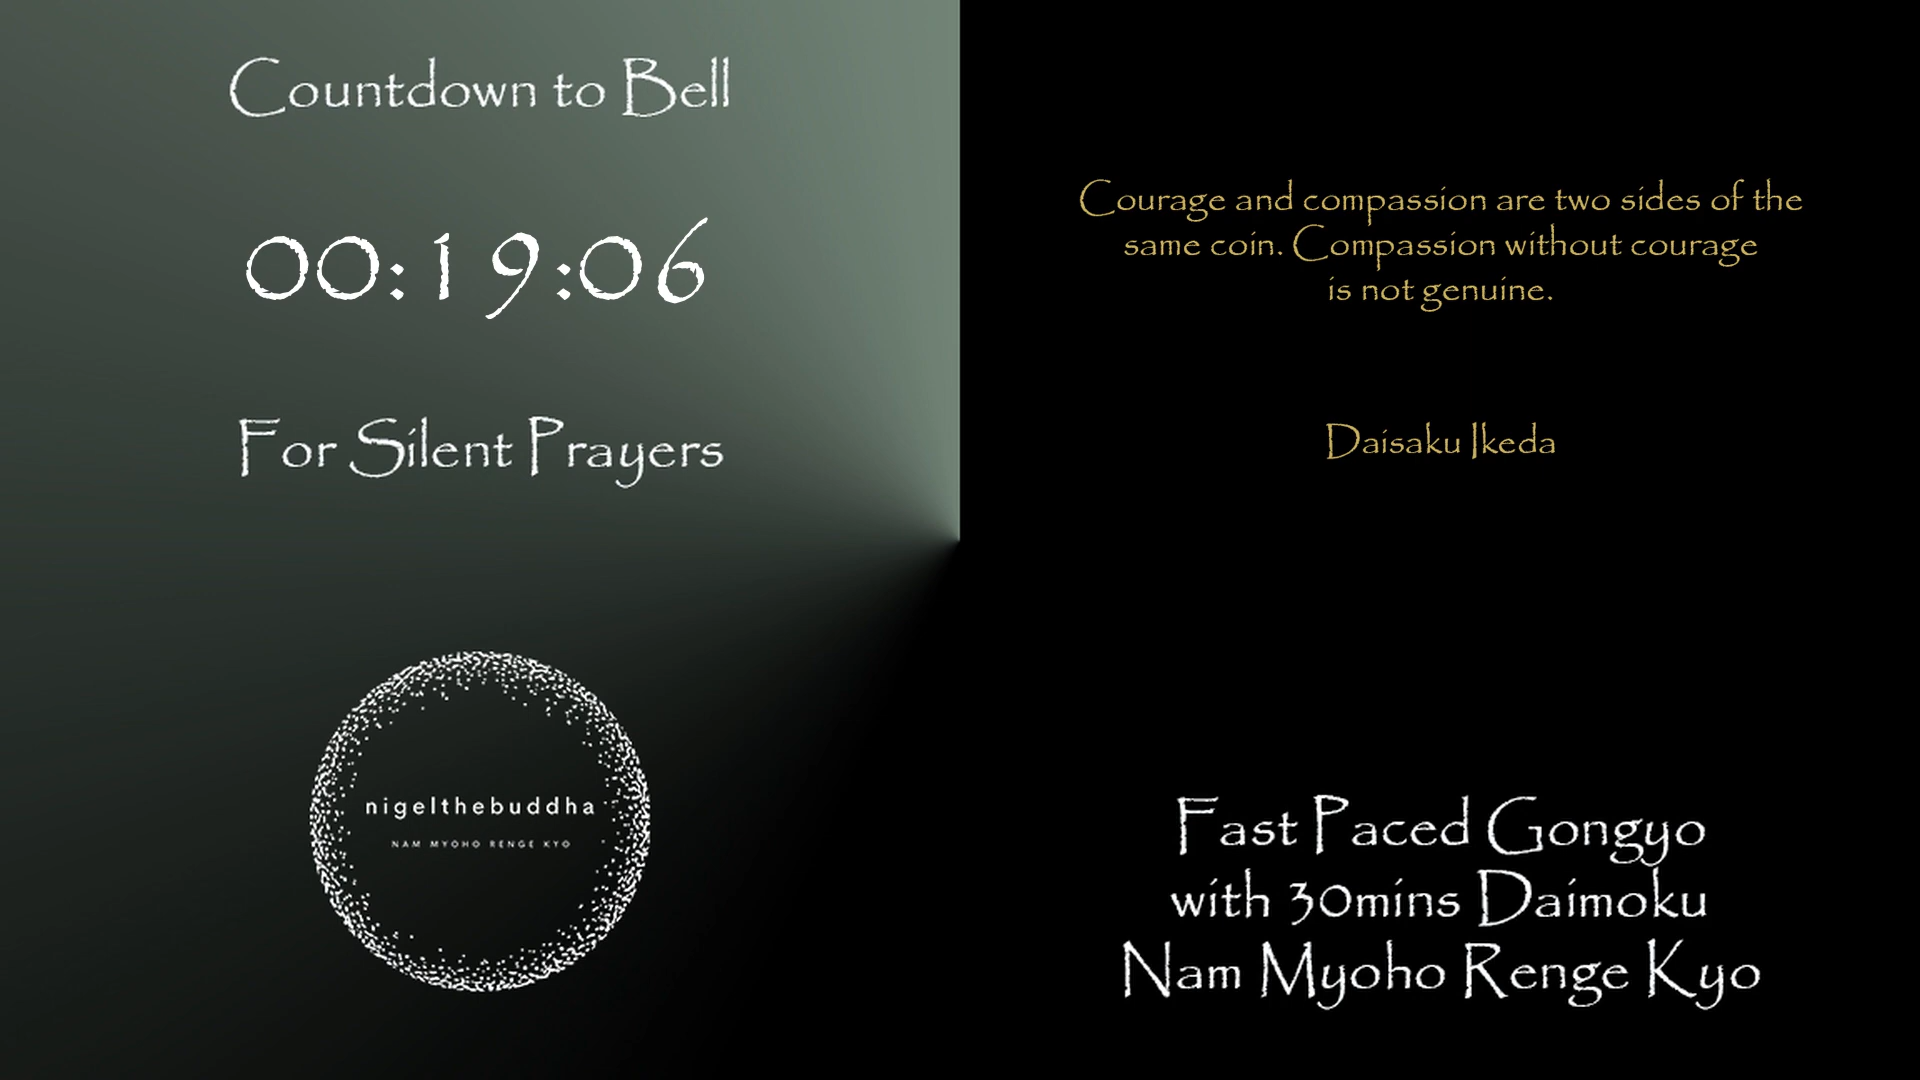 Countdown to Bell
00:19:06
For Silent Prayers
nigelthebuddha
NAM MYOHO RENGE KYO
Courage and compassion are two sides of the
same coin. Compassion without courage
is not genuine.
Daisaku Ikeda
Fast Paced Gongyo
with 30mins Daimoku
Nam Myoho Renge Kyo